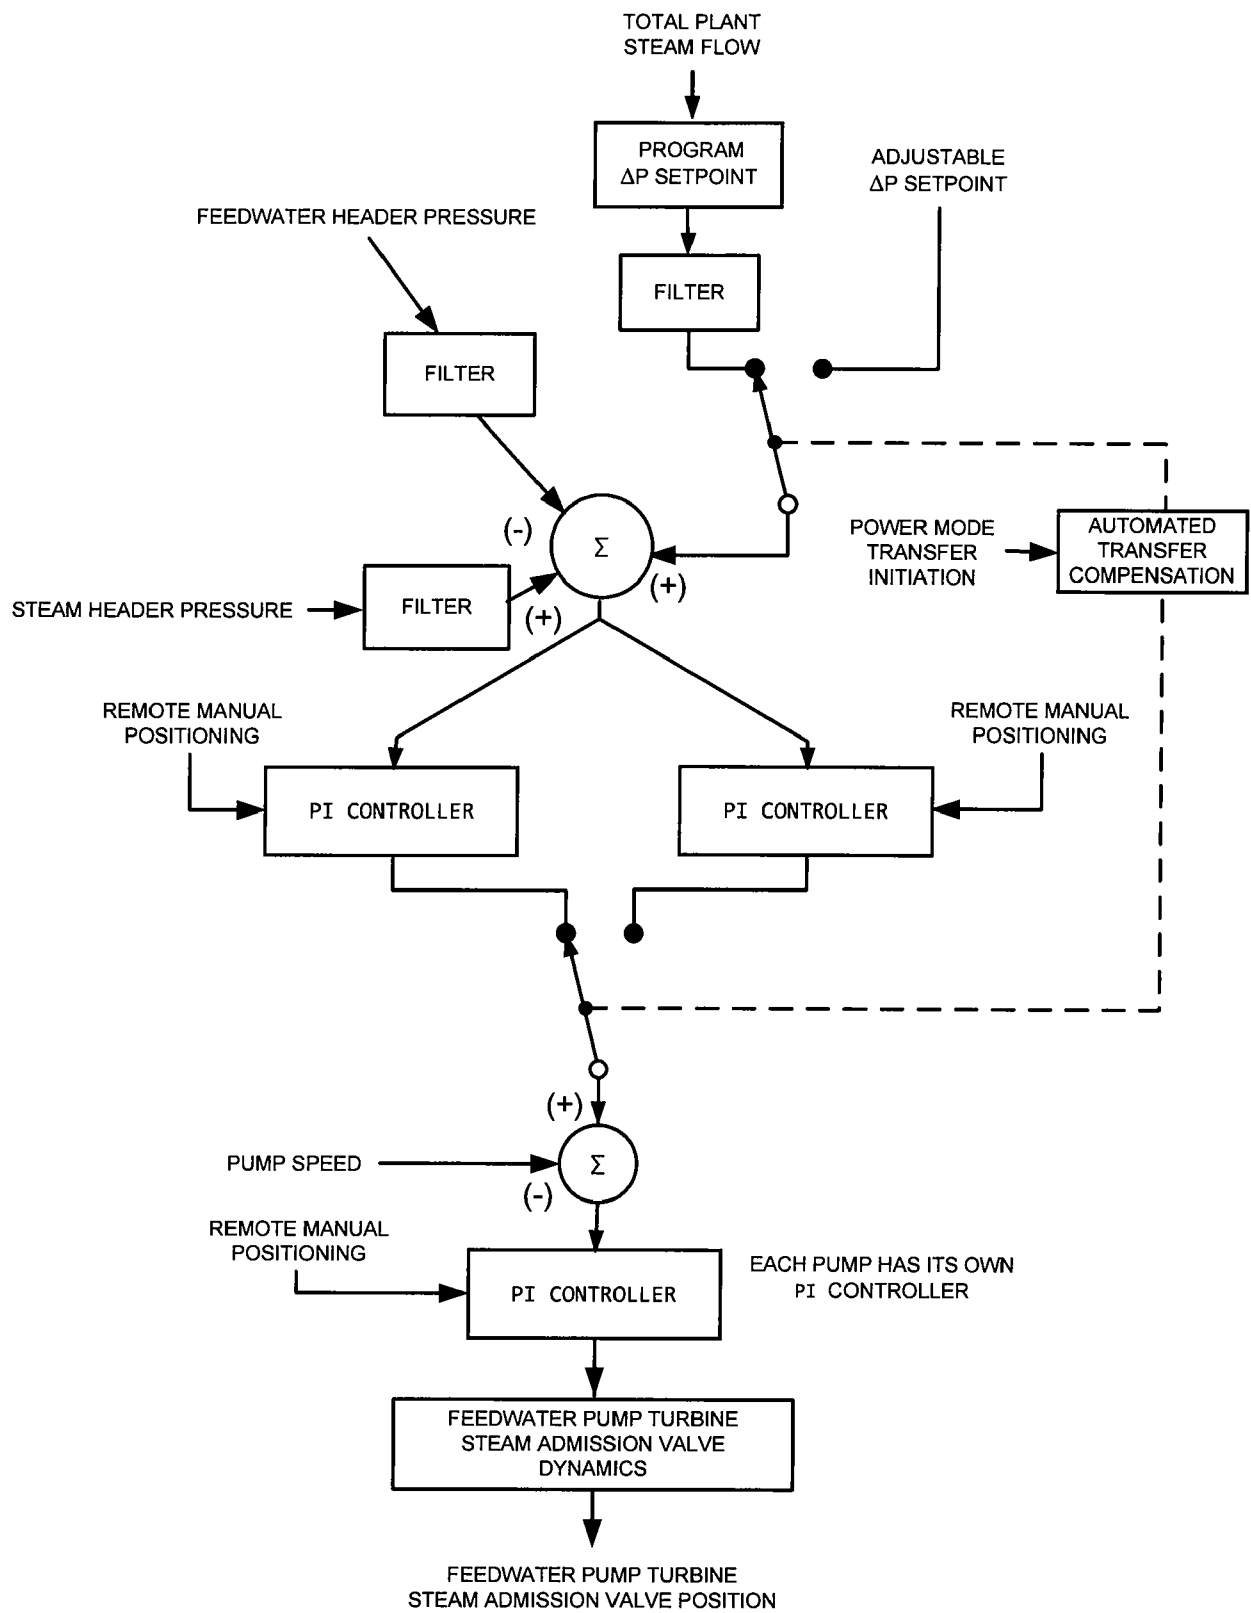 TOTAL PLANT
STEAM FLOW
PROGRAM
ΔP SETPOINT
ADJUSTABLE
ΔP SETPOINT
FEEDWATER HEADER PRESSURE
FILTER
FILTER
(-)
Σ
(+)
POWER MODE
TRANSFER
INITIATION
AUTOMATED
TRANSFER
COMPENSATION
STEAM HEADER PRESSURE
FILTER
(+)
REMOTE MANUAL
POSITIONING
REMOTE MANUAL
POSITIONING
PI CONTROLLER
PI CONTROLLER
(+)
PUMP SPEED
Σ
(-)
REMOTE MANUAL
POSITIONING
PI CONTROLLER
EACH PUMP HAS ITS OWN
PI CONTROLLER
FEEDWATER PUMP TURBINE
STEAM ADMISSION VALVE
DYNAMICS
FEEDWATER PUMP TURBINE
STEAM ADMISSION VALVE POSITION